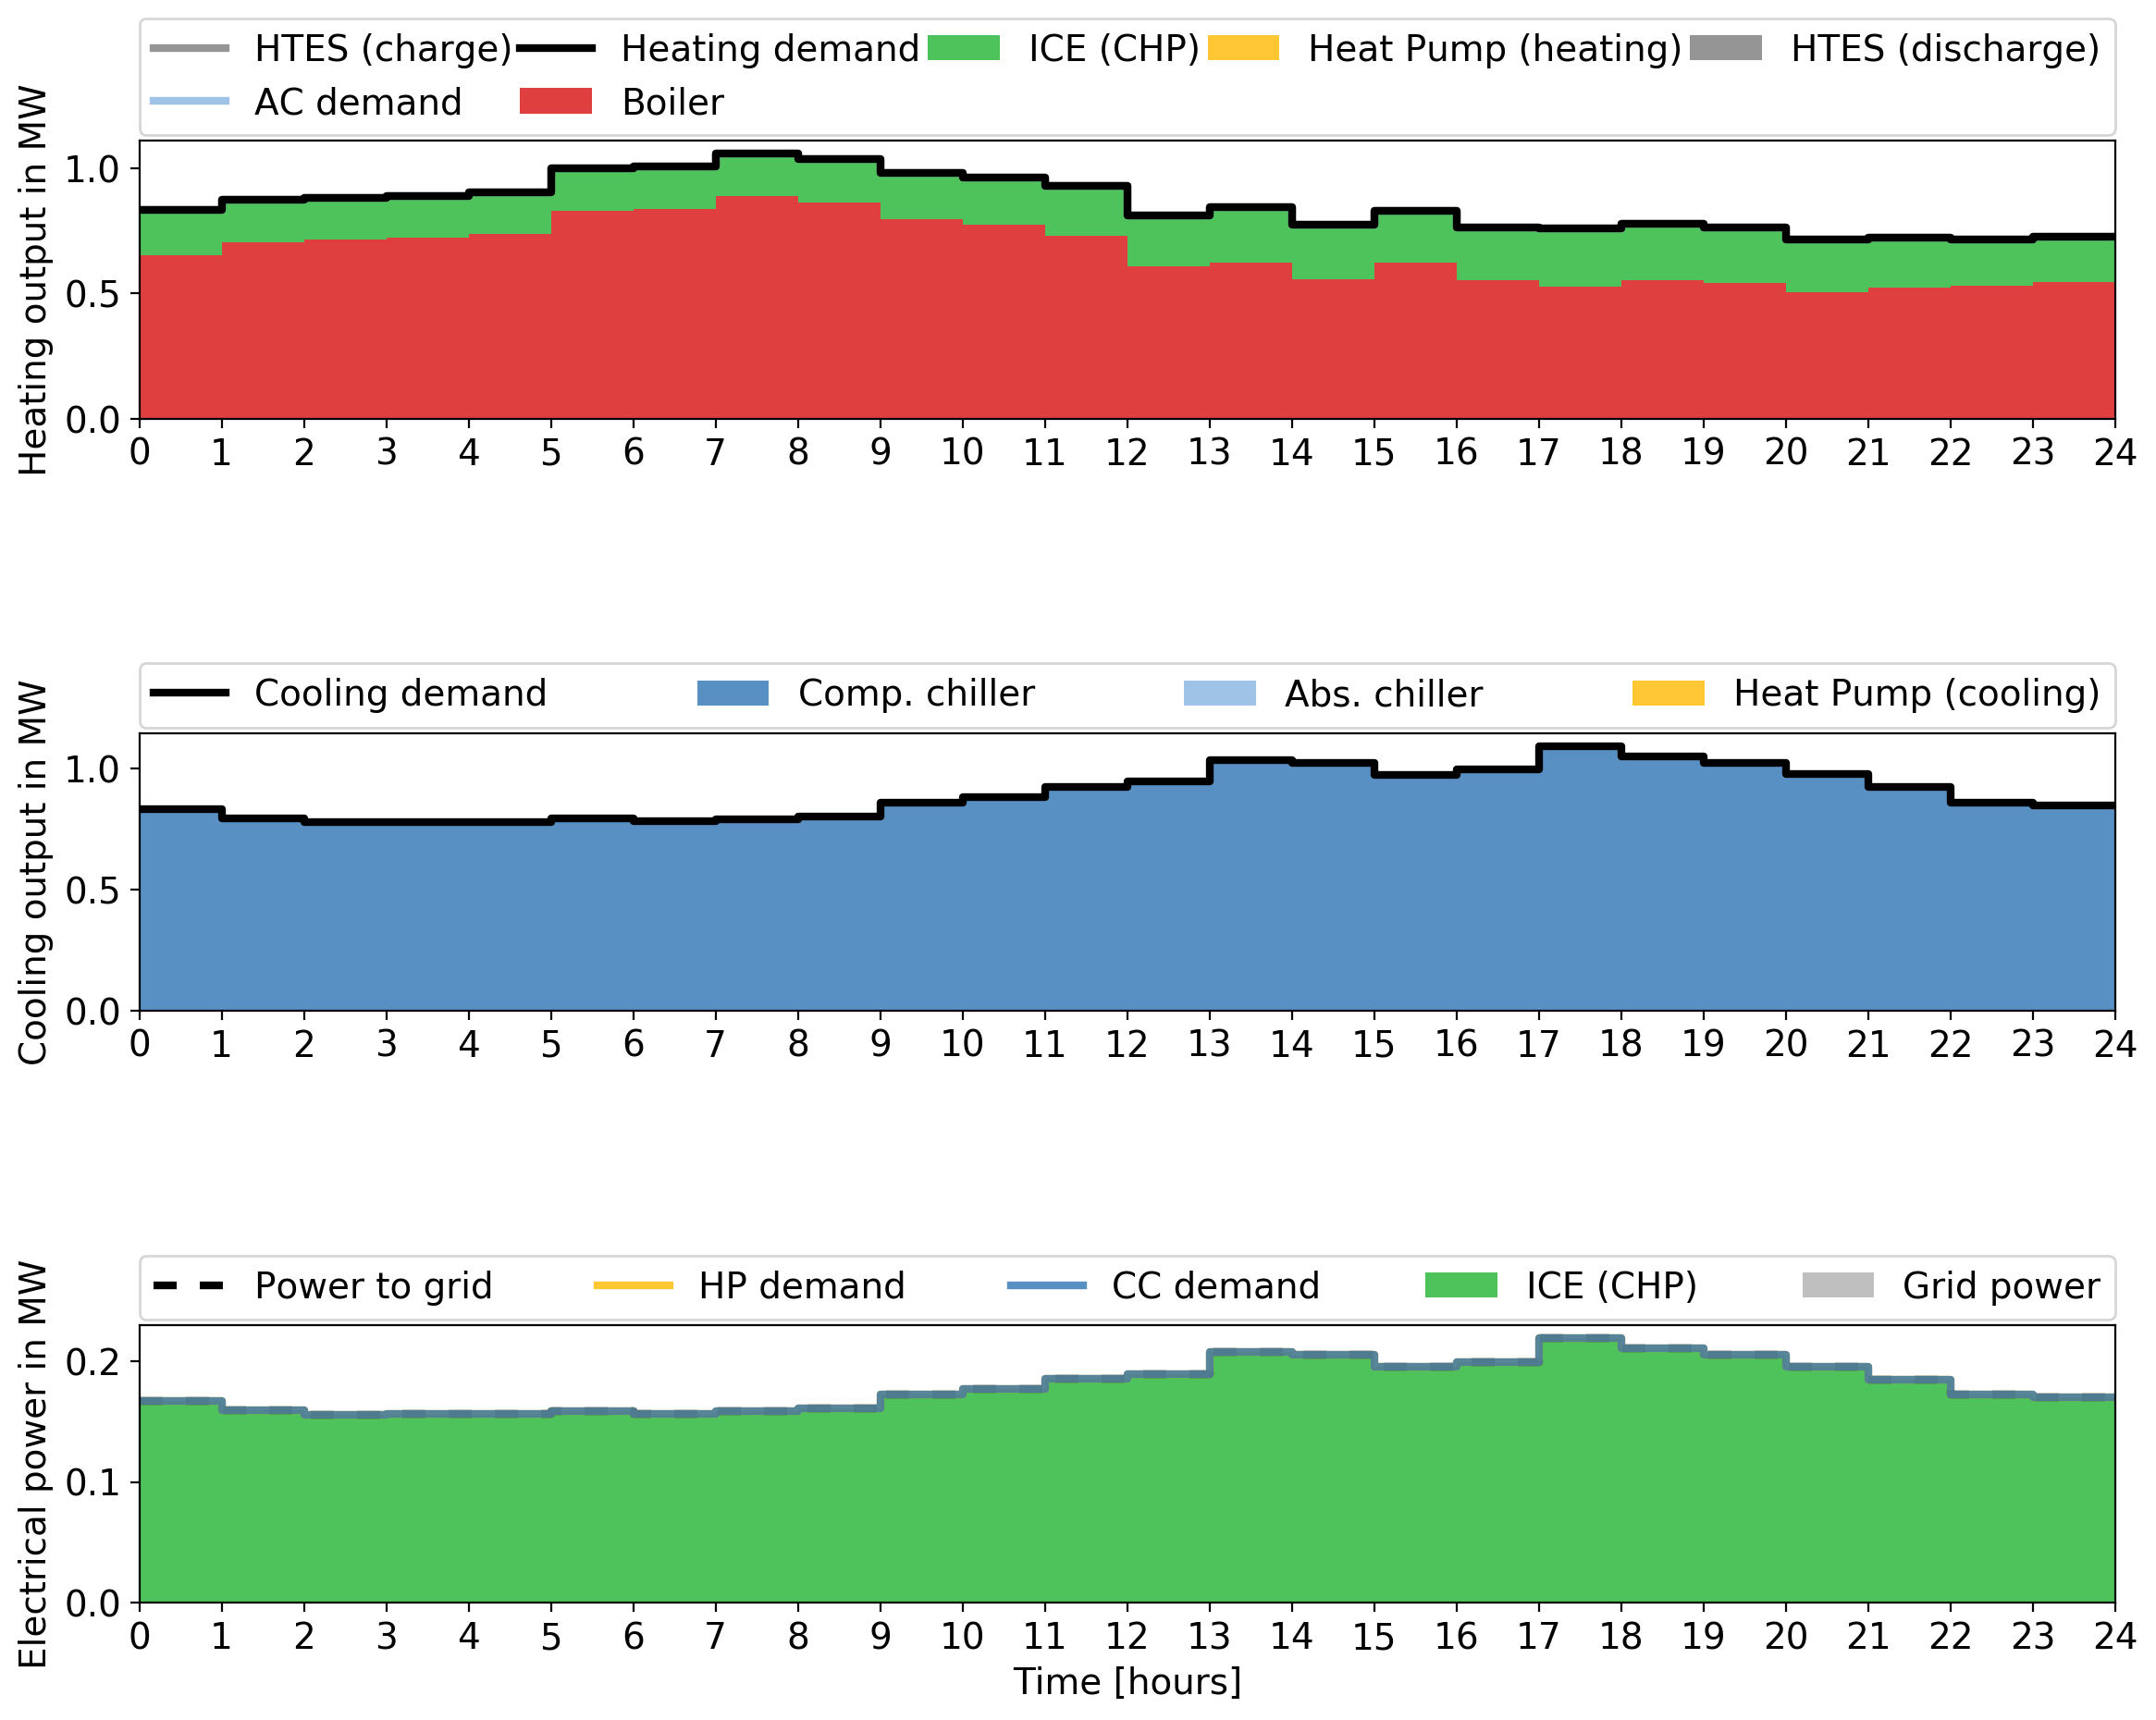 HTES (charge) Heating demand ICE (CHP) Heat Pump (heating) HTES (discharge)
AC demand Boiler
Heating output in MW
1.0
0.5
0.0
0 1 2 3 4 5 6 7 8 9 10 11 12 13 14 15 16 17 18 19 20 21 22 23 24
Cooling demand Comp. chiller Abs. chiller Heat Pump (cooling)
Cooling output in MW
1.0
0.5
0.0
0 1 2 3 4 5 6 7 8 9 10 11 12 13 14 15 16 17 18 19 20 21 22 23 24
Power to grid HP demand CC demand ICE (CHP) Grid power
Electrical power in MW
0.2
0.1
0.0
0 1 2 3 4 5 6 7 8 9 10 11 12 13 14 15 16 17 18 19 20 21 22 23 24
Time [hours]